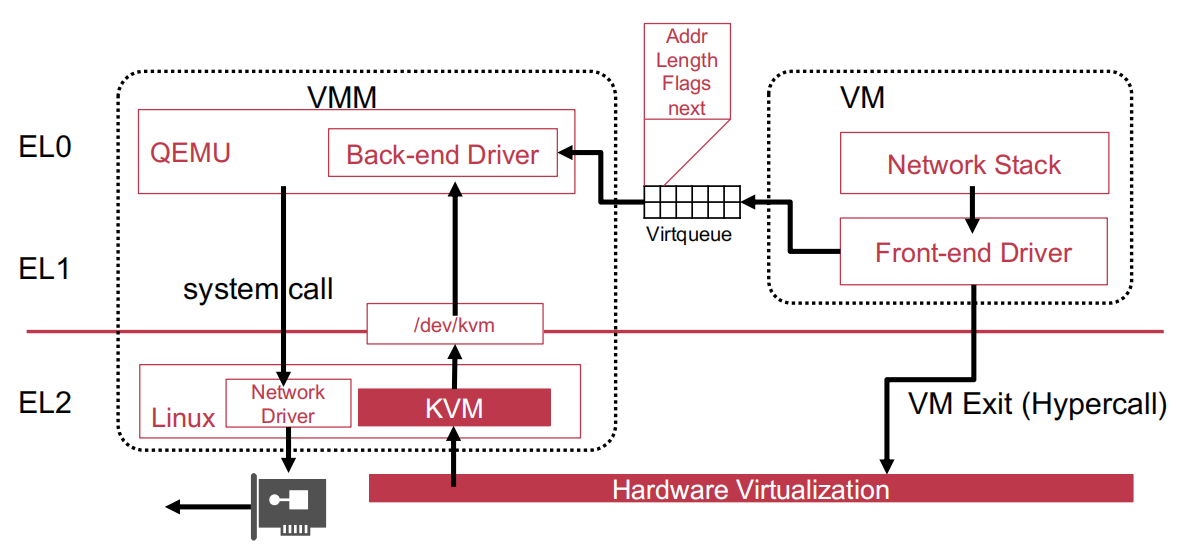 Addr
Length
Flags
next
VMM
VM
EL0
QEMU
Back-end Driver
Network Stack
Virtqueue
Front-end Driver
EL1
system call
/dev/kvm
EL2
Network
Driver
Linux
KVM
VM Exit (Hypercall)
Hardware Virtualization